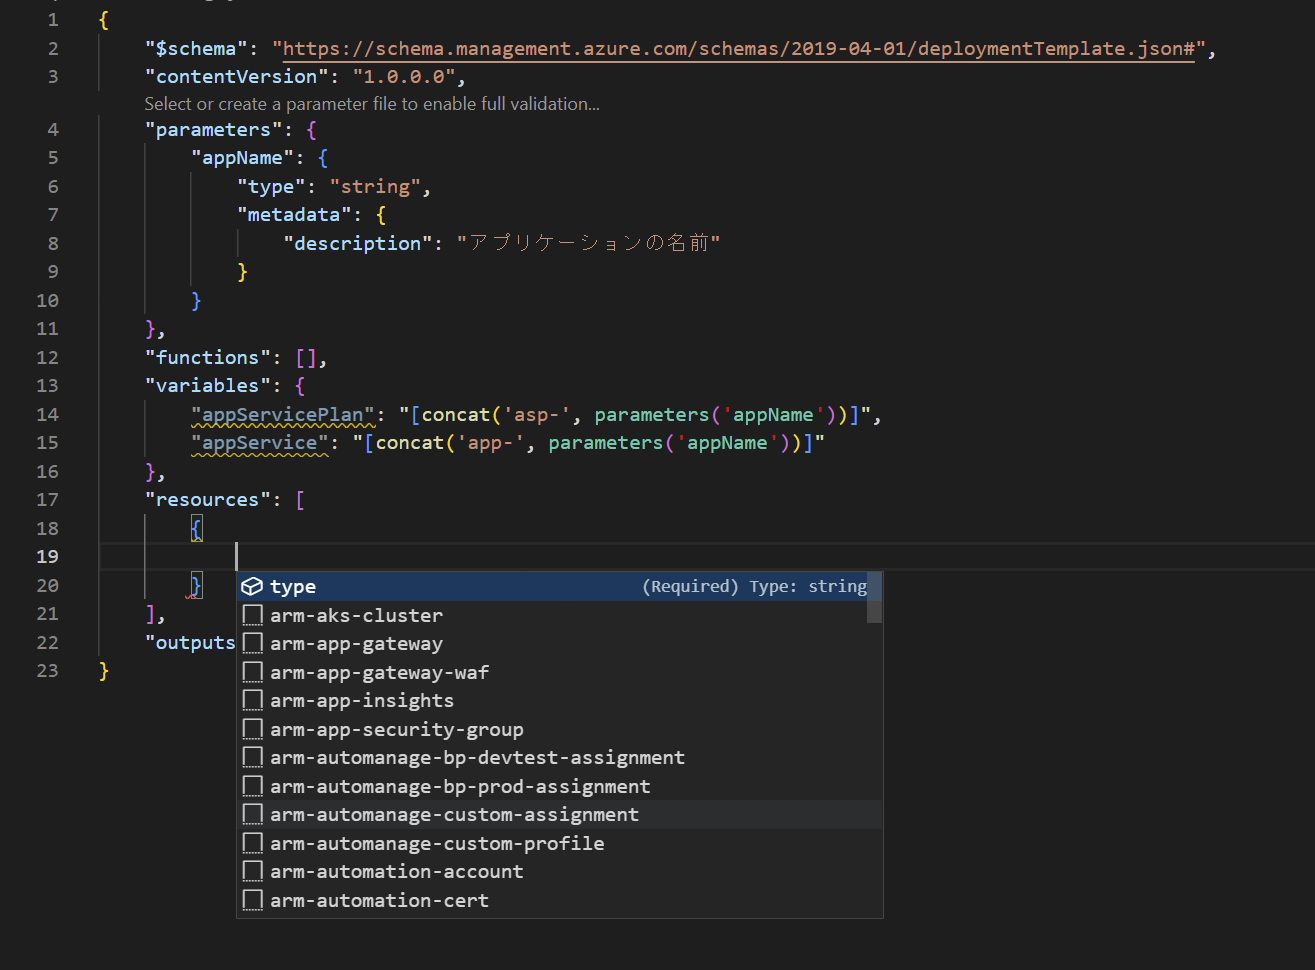 1 {
2 "$schema": "https://schema.management.azure.com/schemas/2019-04-01/deploymentTemplate.json#",
3 "contentVersion": "1.0.0.0",
Select or create a parameter file to enable full validation...
4 "parameters": {
5 "appName": {
6 "type": "string",
7 "metadata": {
8 "description": "アプリケーションの名前"
9 }
10 }
11 },
12 "functions": [],
13 "variables": {
14 "appServicePlan": "[concat('asp-', parameters('appName'))]",
15 "appService": "[concat('app-', parameters('appName'))]"
16 },
17 "resources": [
18 {
19
20 }
21 ],
22 "outputs
23 }
type (Required) Type: string
arm-aks-cluster
arm-app-gateway
arm-app-gateway-waf
arm-app-insights
arm-app-security-group
arm-automanage-bp-devtest-assignment
arm-automanage-bp-prod-assignment
arm-automanage-custom-assignment
arm-automanage-custom-profile
arm-automation-account
arm-automation-cert